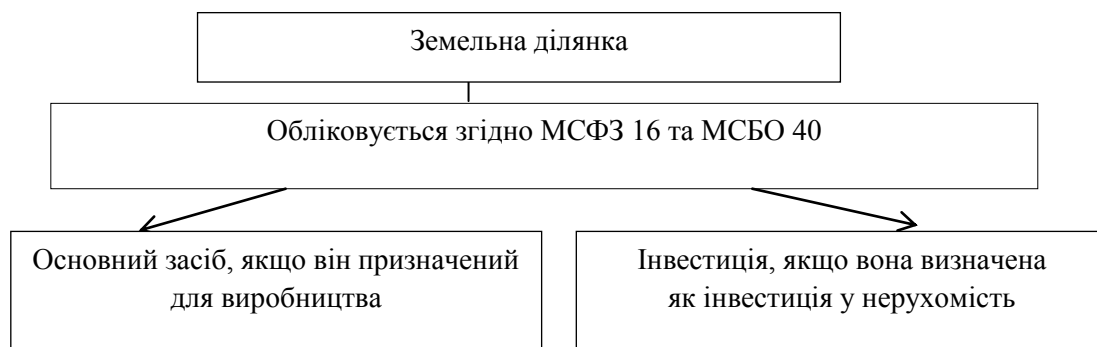 Земельна ділянка
Обліковується згідно МСФЗ 16 та МСБО 40
Основний засіб, якщо він призначений
для виробництва
Інвестиція, якщо вона визначена
як інвестиція у нерухомість